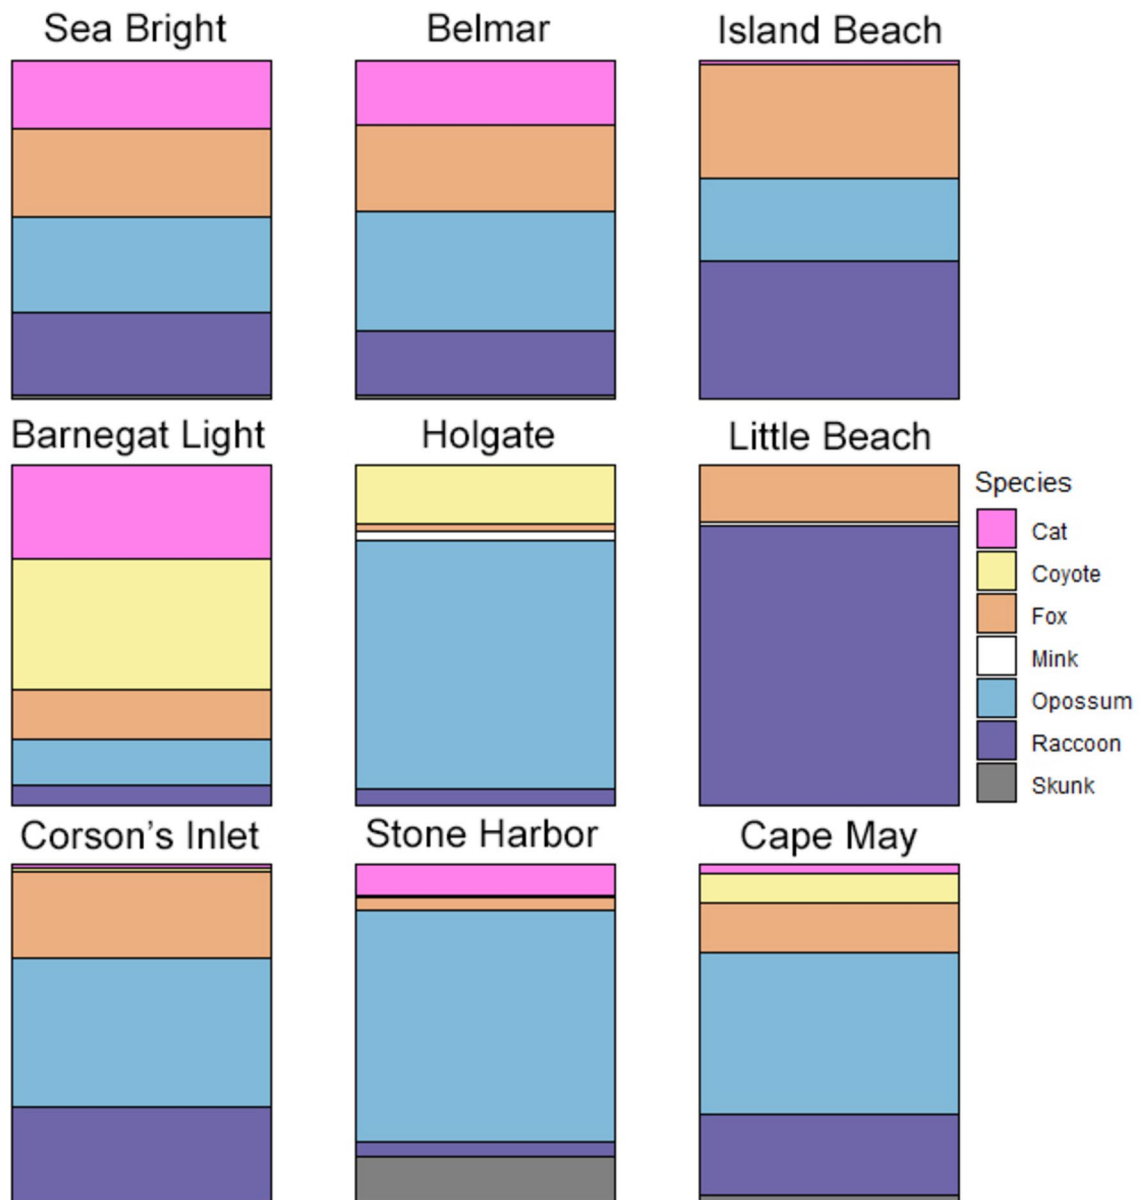 Sea Bright
Belmar
Island Beach
Barnegat Light
Holgate
Little Beach
Species
Cat
Coyote
Fox
Mink
Opossum
Raccoon
Skunk
Corson’s Inlet
Stone Harbor
Cape May